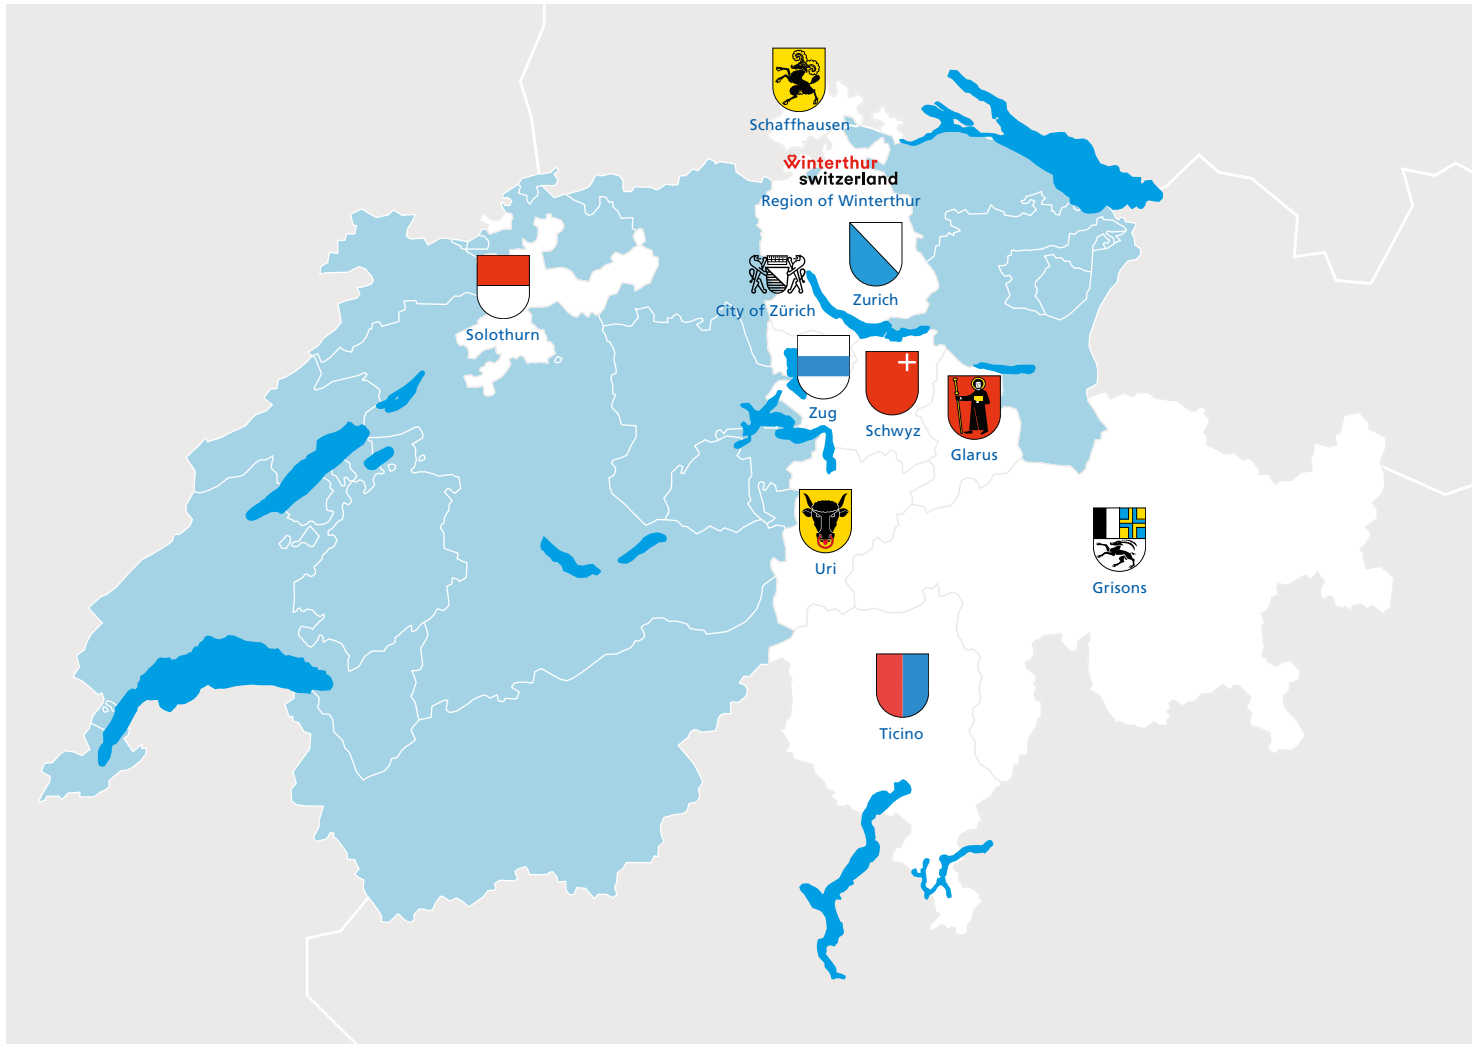 Schaffhausen
Winterthur
switzerland
Region of Winterthur
Zurich
City of Zürich
Solothurn
Zug
Schwyz
Glarus
Uri
Grisons
Ticino